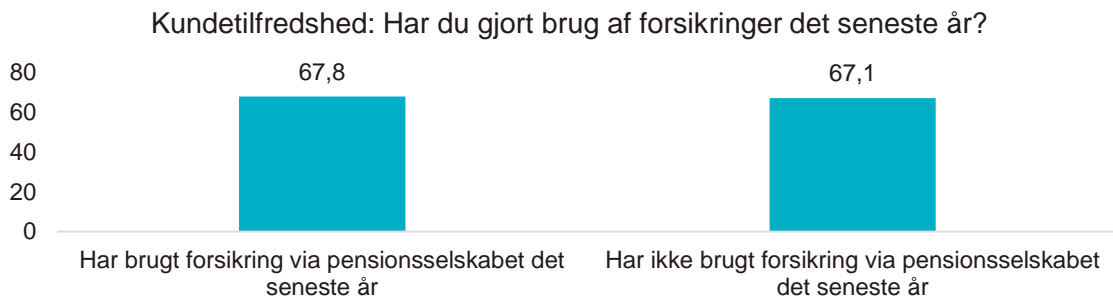 Kundetilfredshed: Har du gjort brug af forsikringer det seneste år?
80
60
40
20
0
67,8
67,1
Har brugt forsikring via pensionsselskabet det
seneste år
Har ikke brugt forsikring via pensionsselskabet
det seneste år